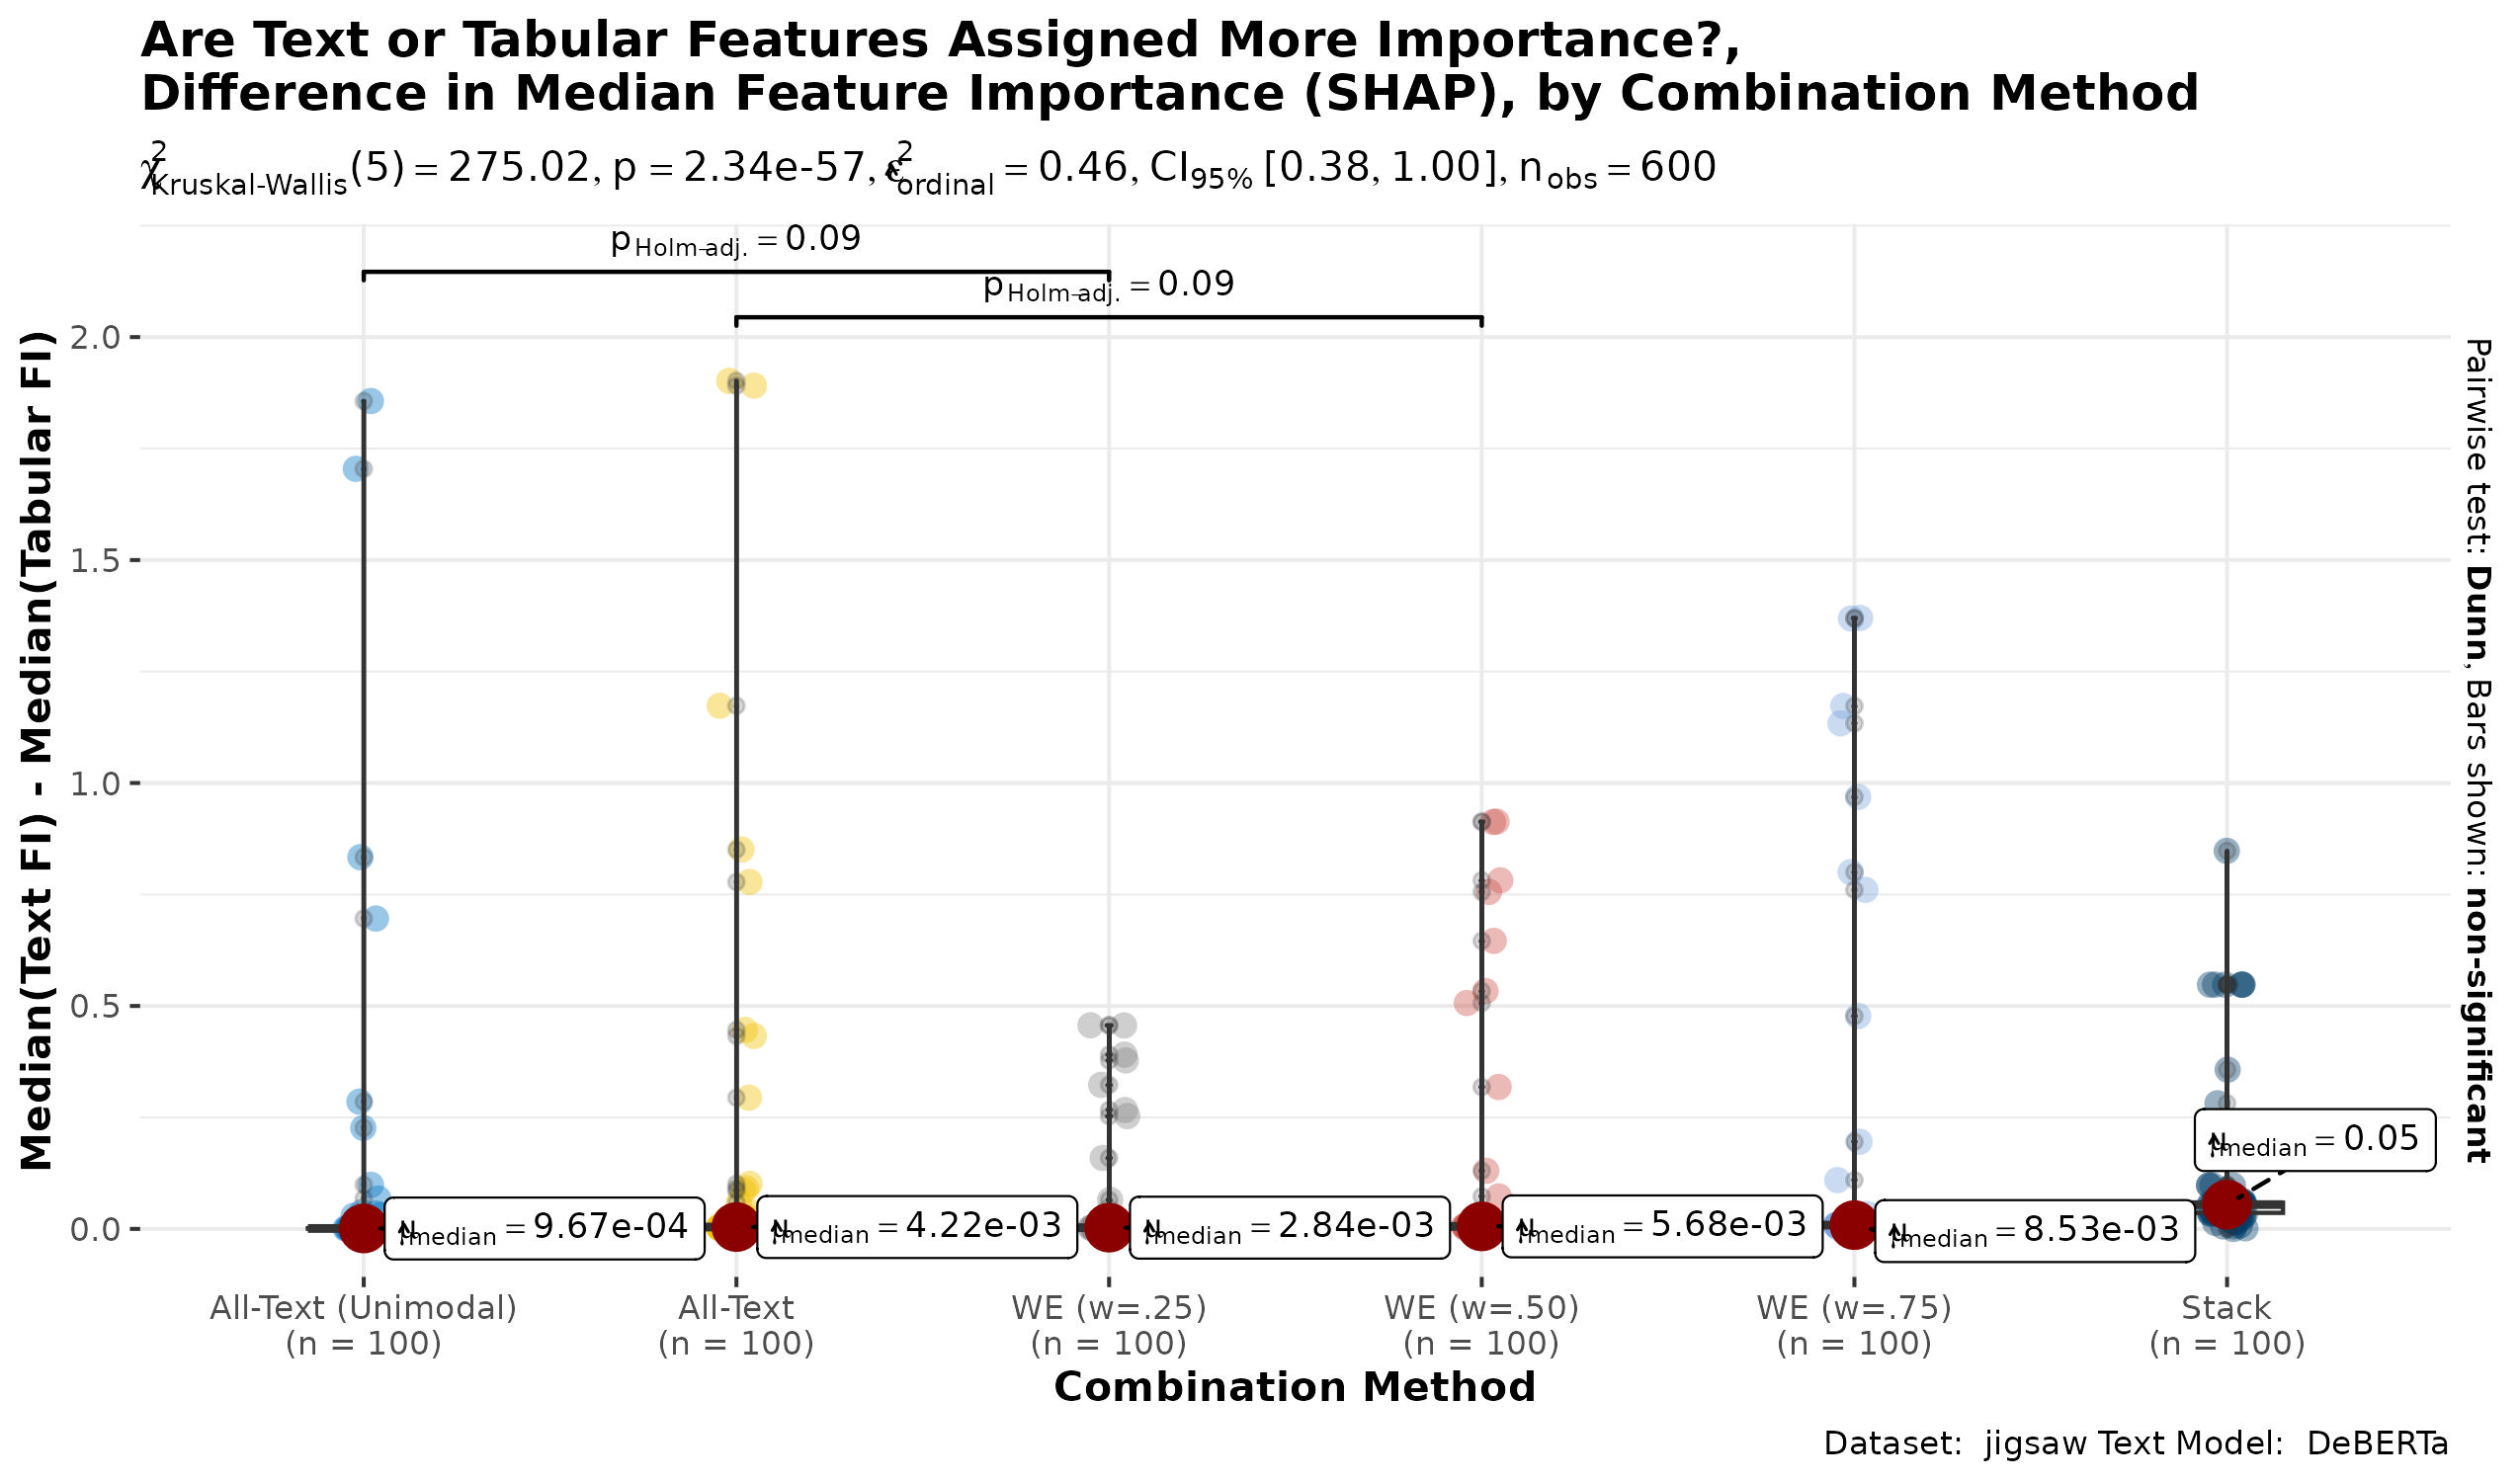 Are Text or Tabular Features Assigned More Importance?,
Difference in Median Feature Importance (SHAP), by Combination Method
χ²Kruskal-Wallis(5) = 275.02, p = 2.34e-57, ε̂²ordinal = 0.46, CI95% [0.38, 1.00], nobs = 600
pHolm-adj. = 0.09
pHolm-adj. = 0.09
Median(Text FI) - Median(Tabular FI)
2.0
1.5
1.0
0.5
0.0
μ̂median = 0.05
μ̂median = 9.67e-04
μ̂median = 4.22e-03
μ̂median = 2.84e-03
μ̂median = 5.68e-03
μ̂median = 8.53e-03
Pairwise test: Dunn, Bars shown: non-significant
All-Text (Unimodal)
(n = 100)
All-Text
(n = 100)
WE (w=.25)
(n = 100)
WE (w=.50)
(n = 100)
WE (w=.75)
(n = 100)
Stack
(n = 100)
Combination Method
Dataset: jigsaw Text Model: DeBERTa